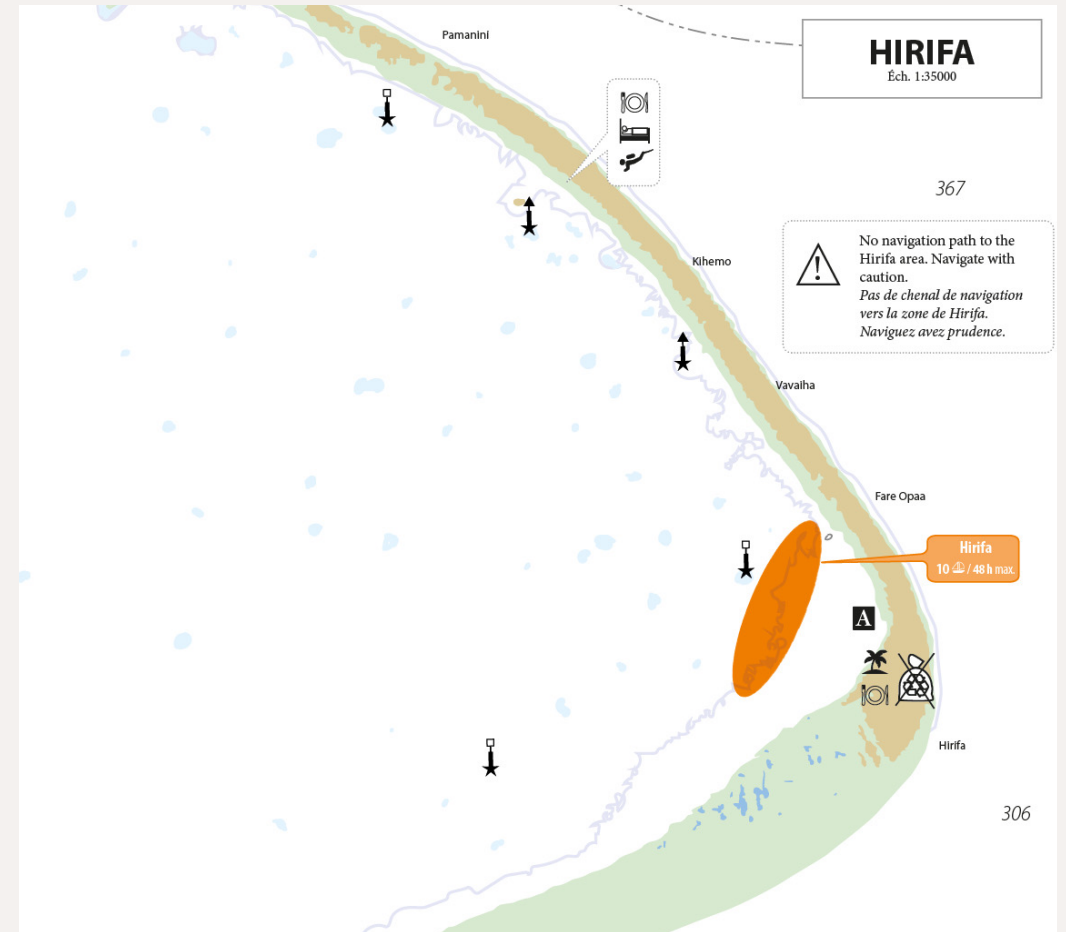 Pamanini
HIRIFA
Éch. 1:35000
367
No navigation path to the
Hirifa area. Navigate with
caution.
Pas de chenal de navigation
vers la zone de Hirifa.
Naviguez avez prudence.
Kihemo
Vavaiha
Fare Opaa
Hirifa
10 / 48 h max.
A
Hirifa
306